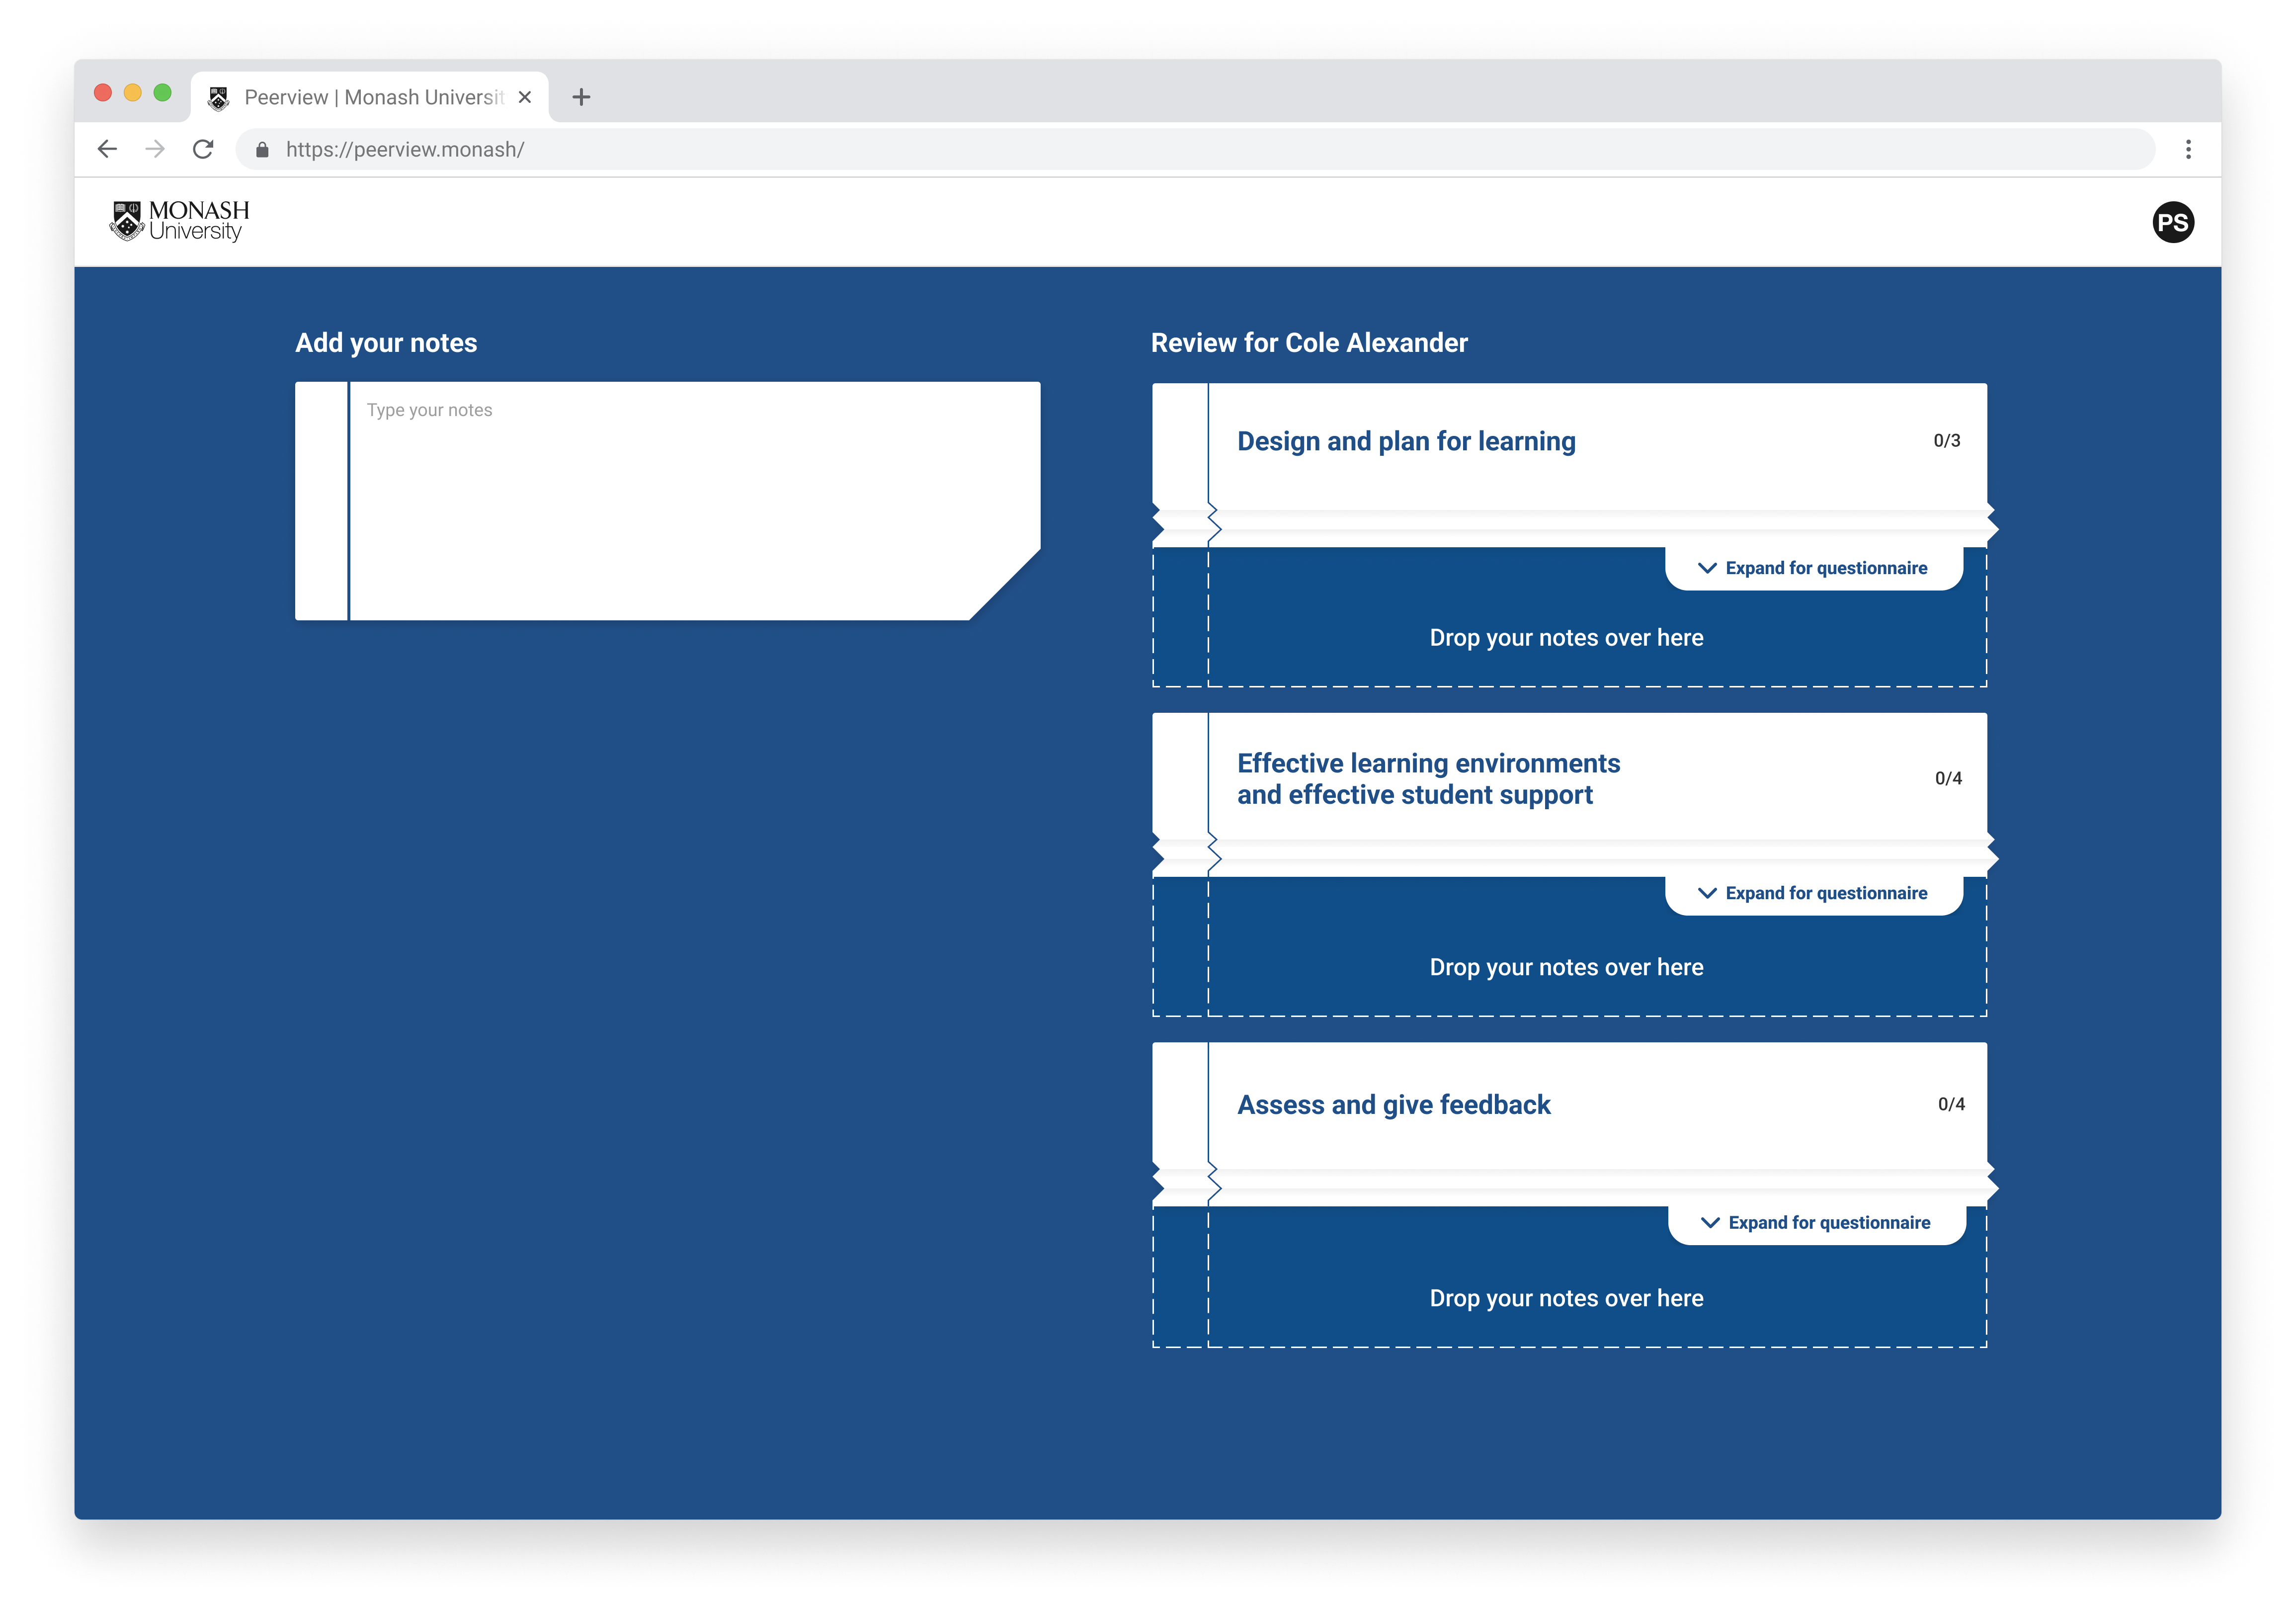 Peerview | Monash Universit
https://peerview.monash/
MONASH
University
PS
Add your notes
Type your notes
Review for Cole Alexander
Design and plan for learning
0/3
Expand for questionnaire
Drop your notes over here
Effective learning environments
and effective student support
0/4
Expand for questionnaire
Drop your notes over here
Assess and give feedback
0/4
Expand for questionnaire
Drop your notes over here